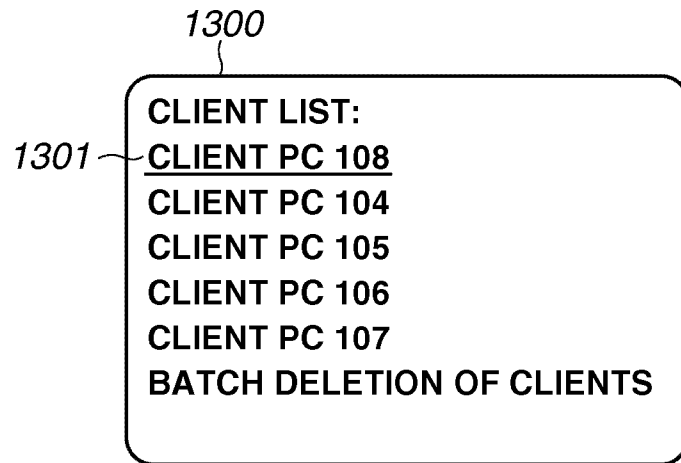 1300
CLIENT LIST:
1301 CLIENT PC 108
CLIENT PC 104
CLIENT PC 105
CLIENT PC 106
CLIENT PC 107
BATCH DELETION OF CLIENTS